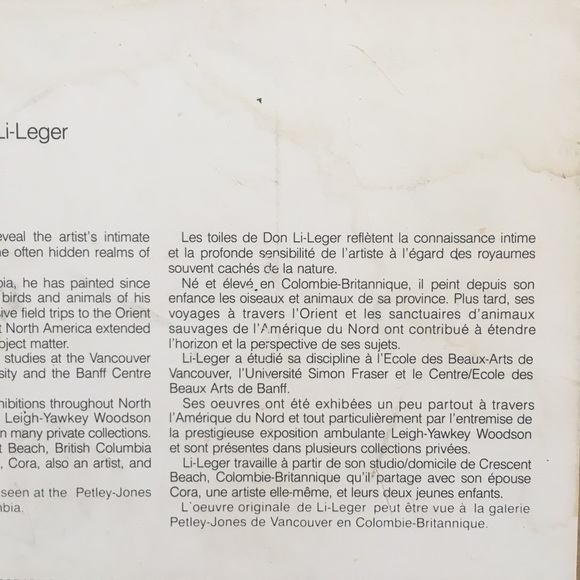 Li-Leger
eveal the artist's intimate
e often hidden realms of
ia, he has painted since
birds and animals of his
ive field trips to the Orient
t North America extended
bject matter.
studies at the Vancouver
sity and the Banff Centre
hibitions throughout North
Leigh-Yawkey Woodson
n many private collections.
t Beach, British Columbia
, Cora, also an artist, and
seen at the Petley-Jones
bia.
Les toiles de Don Li-Leger reflètent la connaissance intime
et la profonde sensibilité de l'artiste à l'égard des royaumes
souvent cachés de la nature.
Né et élevé en Colombie-Britannique, il peint depuis son
enfance les oiseaux et animaux de sa province. Plus tard, ses
voyages à travers l'Orient et les sanctuaires d'animaux
sauvages de l'Amérique du Nord ont contribué à étendre
l'horizon et la perspective de ses sujets.
Li-Leger a étudié sa discipline à l'Ecole des Beaux-Arts de
Vancouver, l'Université Simon Fraser et le Centre/Ecole des
Beaux Arts de Banff.
Ses oeuvres ont été exhibées un peu partout à travers
l'Amérique du Nord et tout particulièrement par l'entremise de
la prestigieuse exposition ambulante Leigh-Yawkey Woodson
et sont présentes dans plusieurs collections privées.
Li-Leger travaille à partir de son studio/domicile de Crescent
Beach, Colombie-Britannique qu'il partage avec son épouse
Cora, une artiste elle-même, et leurs deux jeunes enfants.
L'oeuvre originale de Li-Leger peut être vue à la galerie
Petley-Jones de Vancouver en Colombie-Britannique.